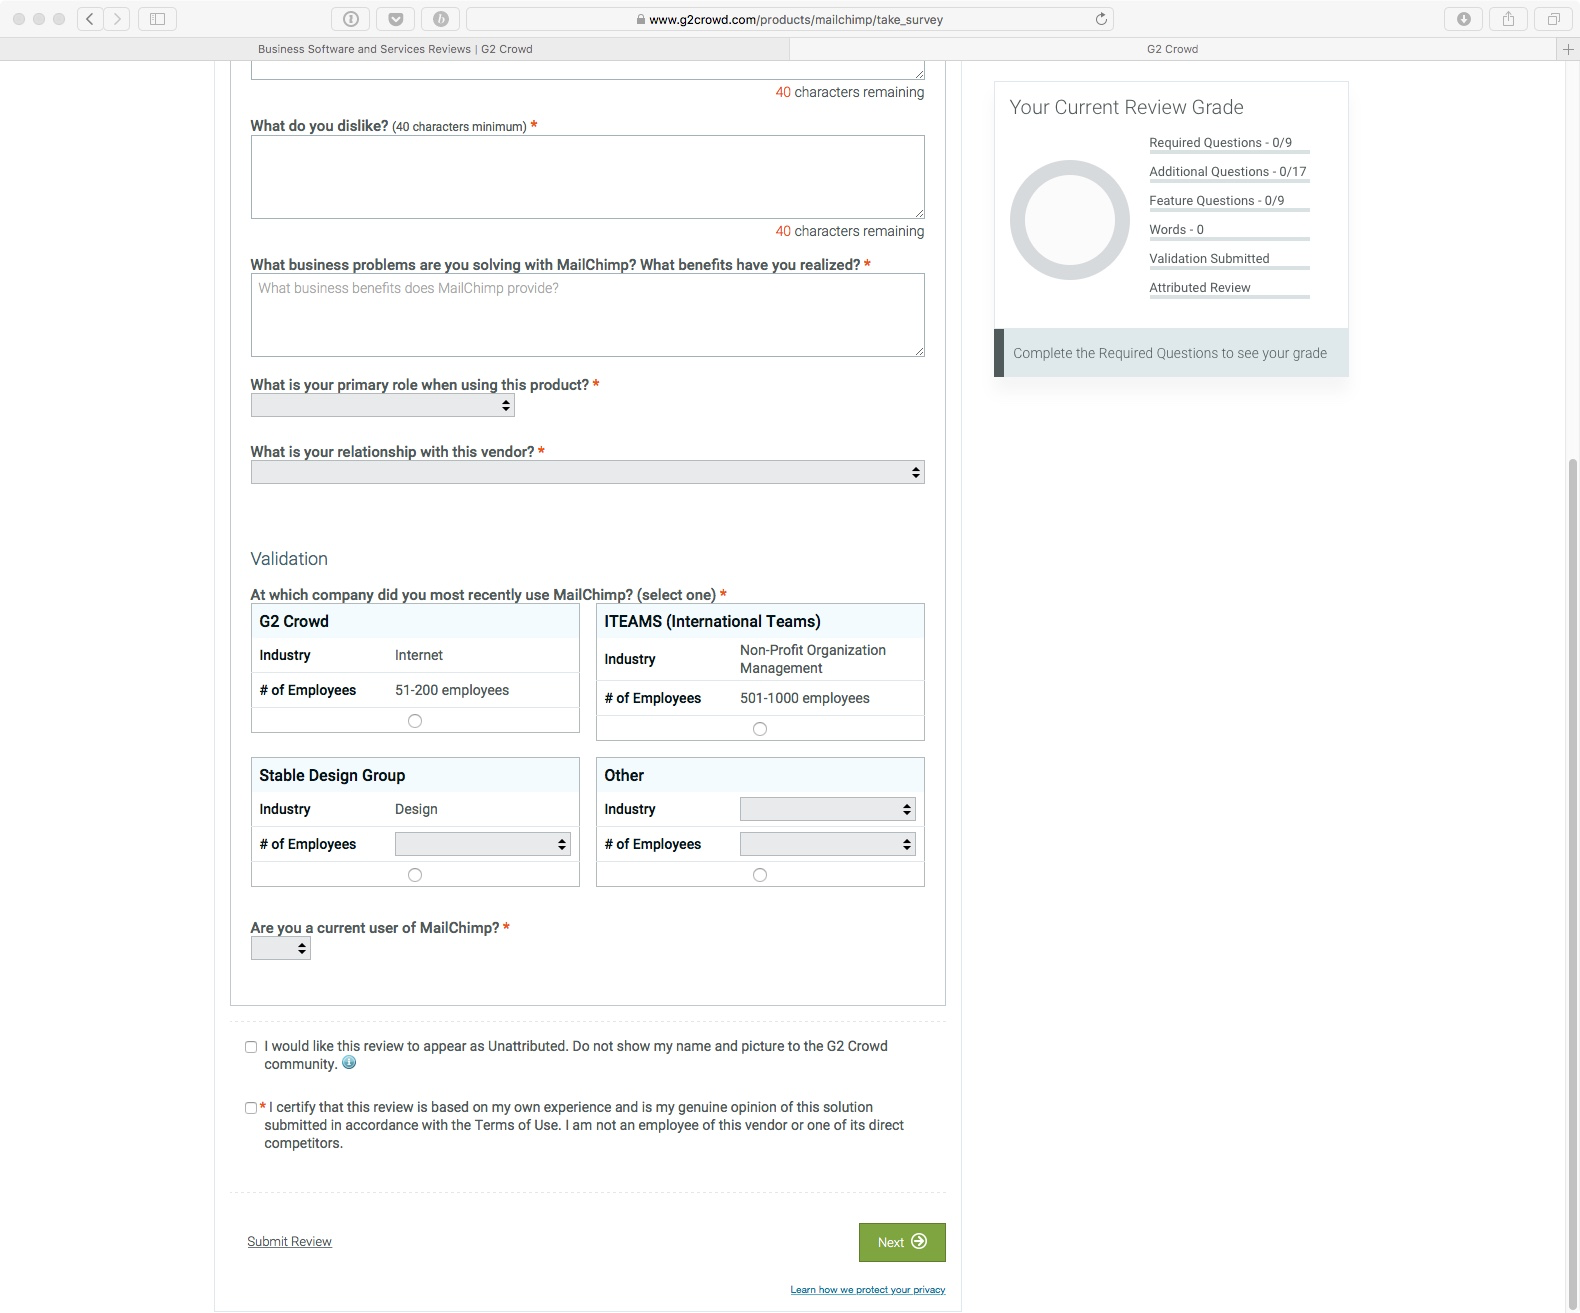 www.g2crowd.com/products/mailchimp/take_survey
Business Software and Services Reviews | G2 Crowd
G2 Crowd
40 characters remaining
What do you dislike? (40 characters minimum) *
40 characters remaining
What business problems are you solving with MailChimp? What benefits have you realized? *
What business benefits does MailChimp provide?
What is your primary role when using this product? *
What is your relationship with this vendor? *
Validation
At which company did you most recently use MailChimp? (select one) *
G2 Crowd
Industry Internet
# of Employees 51-200 employees
ITEAMS (International Teams)
Industry Non-Profit Organization
Management
# of Employees 501-1000 employees
Stable Design Group
Industry Design
# of Employees
Other
Industry
# of Employees
Are you a current user of MailChimp? *
I would like this review to appear as Unattributed. Do not show my name and picture to the G2 Crowd
community.
* I certify that this review is based on my own experience and is my genuine opinion of this solution
submitted in accordance with the Terms of Use. I am not an employee of this vendor or one of its direct
competitors.
Submit Review
Next
Learn how we protect your privacy
Your Current Review Grade
Required Questions - 0/9
Additional Questions - 0/17
Feature Questions - 0/9
Words - 0
Validation Submitted
Attributed Review
Complete the Required Questions to see your grade